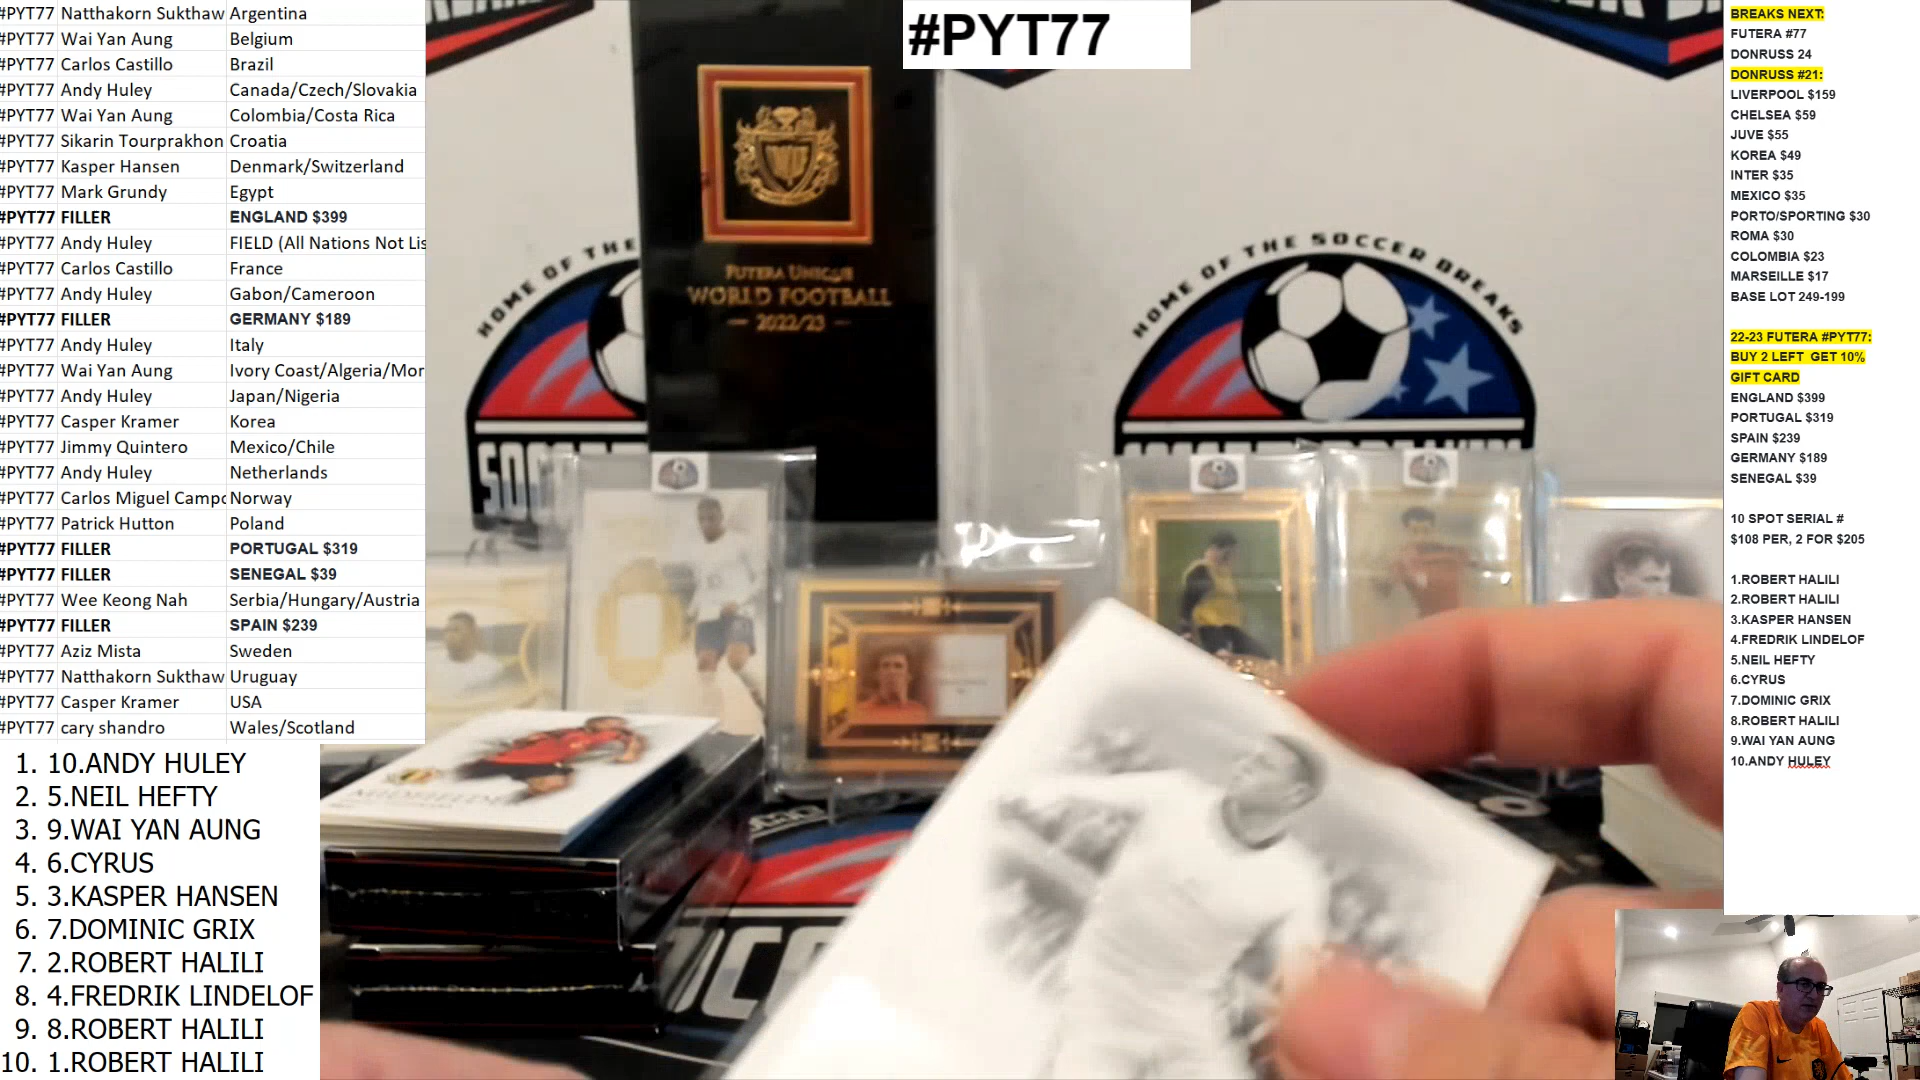 #PYT77 Natthakorn Sukthaw Argentina
#PYT77 Wai Yan Aung Belgium
#PYT77 Carlos Castillo Brazil
#PYT77 Andy Huley Canada/Czech/Slovakia
#PYT77 Wai Yan Aung Colombia/Costa Rica
#PYT77 Sikarin Tourprakhon Croatia
#PYT77 Kasper Hansen Denmark/Switzerland
#PYT77 Mark Grundy Egypt
#PYT77 FILLER ENGLAND $399
#PYT77 Andy Huley FIELD (All Nations Not Lis
#PYT77 Carlos Castillo France
#PYT77 Andy Huley Gabon/Cameroon
#PYT77 FILLER GERMANY $189
#PYT77 Andy Huley Italy
#PYT77 Wai Yan Aung Ivory Coast/Algeria/Mor
#PYT77 Andy Huley Japan/Nigeria
#PYT77 Casper Kramer Korea
#PYT77 Jimmy Quintero Mexico/Chile
#PYT77 Andy Huley Netherlands
#PYT77 Carlos Miguel Campo Norway
#PYT77 Patrick Hutton Poland
#PYT77 FILLER PORTUGAL $319
#PYT77 FILLER SENEGAL $39
#PYT77 Wee Keong Nah Serbia/Hungary/Austria
#PYT77 FILLER SPAIN $239
#PYT77 Aziz Mista Sweden
#PYT77 Natthakorn Sukthaw Uruguay
#PYT77 Casper Kramer USA
#PYT77 cary shandro Wales/Scotland
1. 10.ANDY HULEY
2. 5.NEIL HEFTY
3. 9.WAI YAN AUNG
4. 6.CYRUS
5. 3.KASPER HANSEN
6. 7.DOMINIC GRIX
7. 2.ROBERT HALILI
8. 4.FREDRIK LINDELOF
9. 8.ROBERT HALILI
10. 1.ROBERT HALILI
#PYT77
FUTERA UNIQUE
WORLD FOOTBALL
2022/23
HOME OF THE
HOME OF THE SOCCER BREAKS
MIDFIELDER
BREAKS NEXT:
FUTERA #77
DONRUSS 24
DONRUSS #21:
LIVERPOOL $159
CHELSEA $59
JUVE $55
KOREA $49
INTER $35
MEXICO $35
PORTO/SPORTING $30
ROMA $30
COLOMBIA $23
MARSEILLE $17
BASE LOT 249-199
22-23 FUTERA #PYT77:
BUY 2 LEFT GET 10%
GIFT CARD
ENGLAND $399
PORTUGAL $319
SPAIN $239
GERMANY $189
SENEGAL $39
10 SPOT SERIAL #
$108 PER, 2 FOR $205
1.ROBERT HALILI
2.ROBERT HALILI
3.KASPER HANSEN
4.FREDRIK LINDELOF
5.NEIL HEFTY
6.CYRUS
7.DOMINIC GRIX
8.ROBERT HALILI
9.WAI YAN AUNG
10.ANDY HULEY